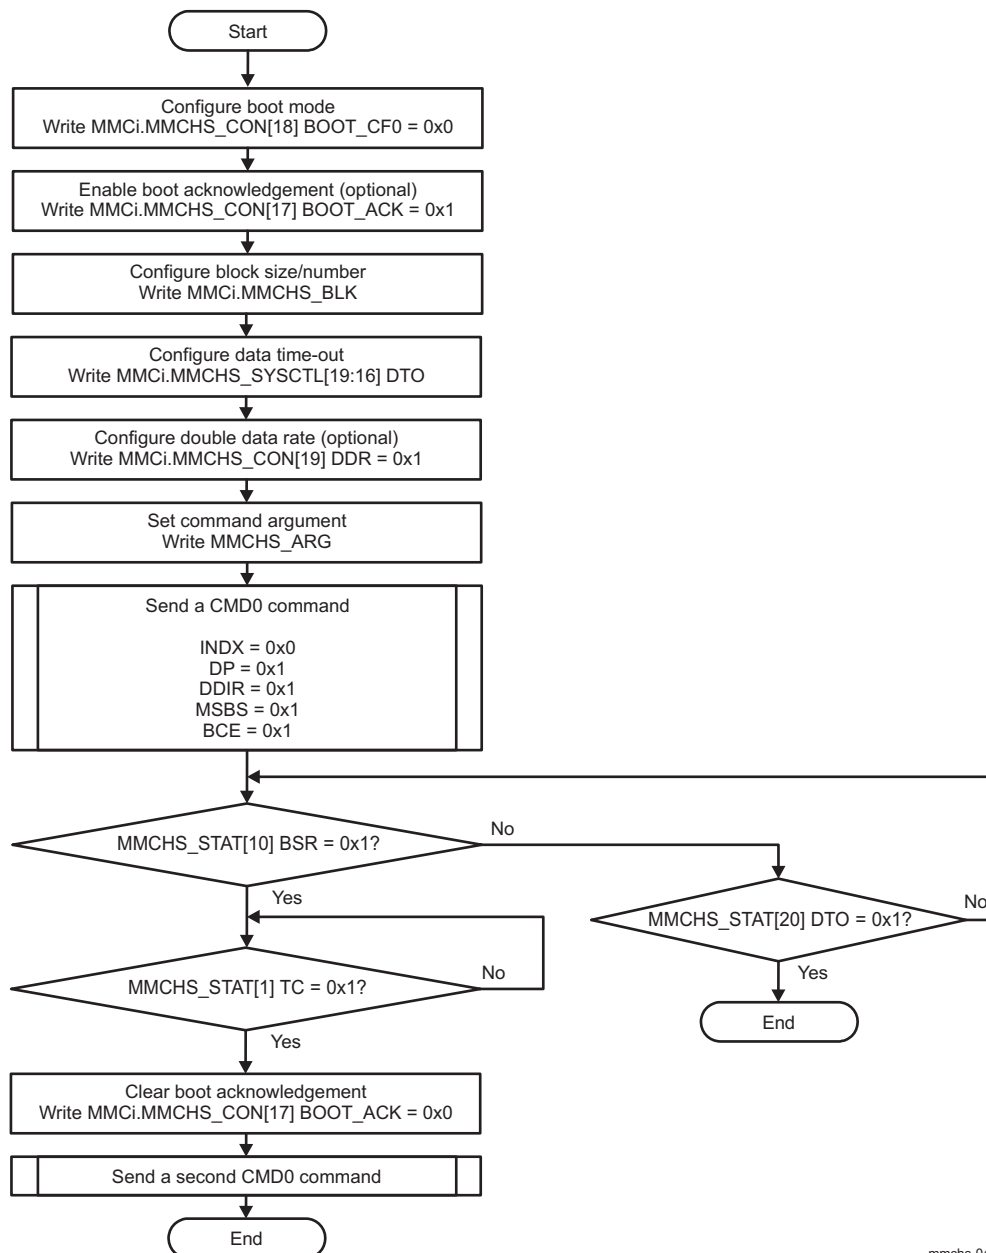 Start
Configure boot mode
Write MMCi.MMCHS_CON[18] BOOT_CF0 = 0x0
Enable boot acknowledgement (optional)
Write MMCi.MMCHS_CON[17] BOOT_ACK = 0x1
Configure block size/number
Write MMCi.MMCHS_BLK
Configure data time-out
Write MMCi.MMCHS_SYSCTL[19:16] DTO
Configure double data rate (optional)
Write MMCi.MMCHS_CON[19] DDR = 0x1
Set command argument
Write MMCHS_ARG
Send a CMD0 command
INDX = 0x0
DP = 0x1
DDIR = 0x1
MSBS = 0x1
BCE = 0x1
MMCHS_STAT[10] BSR = 0x1?
No
Yes
MMCHS_STAT[20] DTO = 0x1?
No
Yes
End
MMCHS_STAT[1] TC = 0x1?
No
Yes
Clear boot acknowledgement
Write MMCi.MMCHS_CON[17] BOOT_ACK = 0x0
Send a second CMD0 command
End